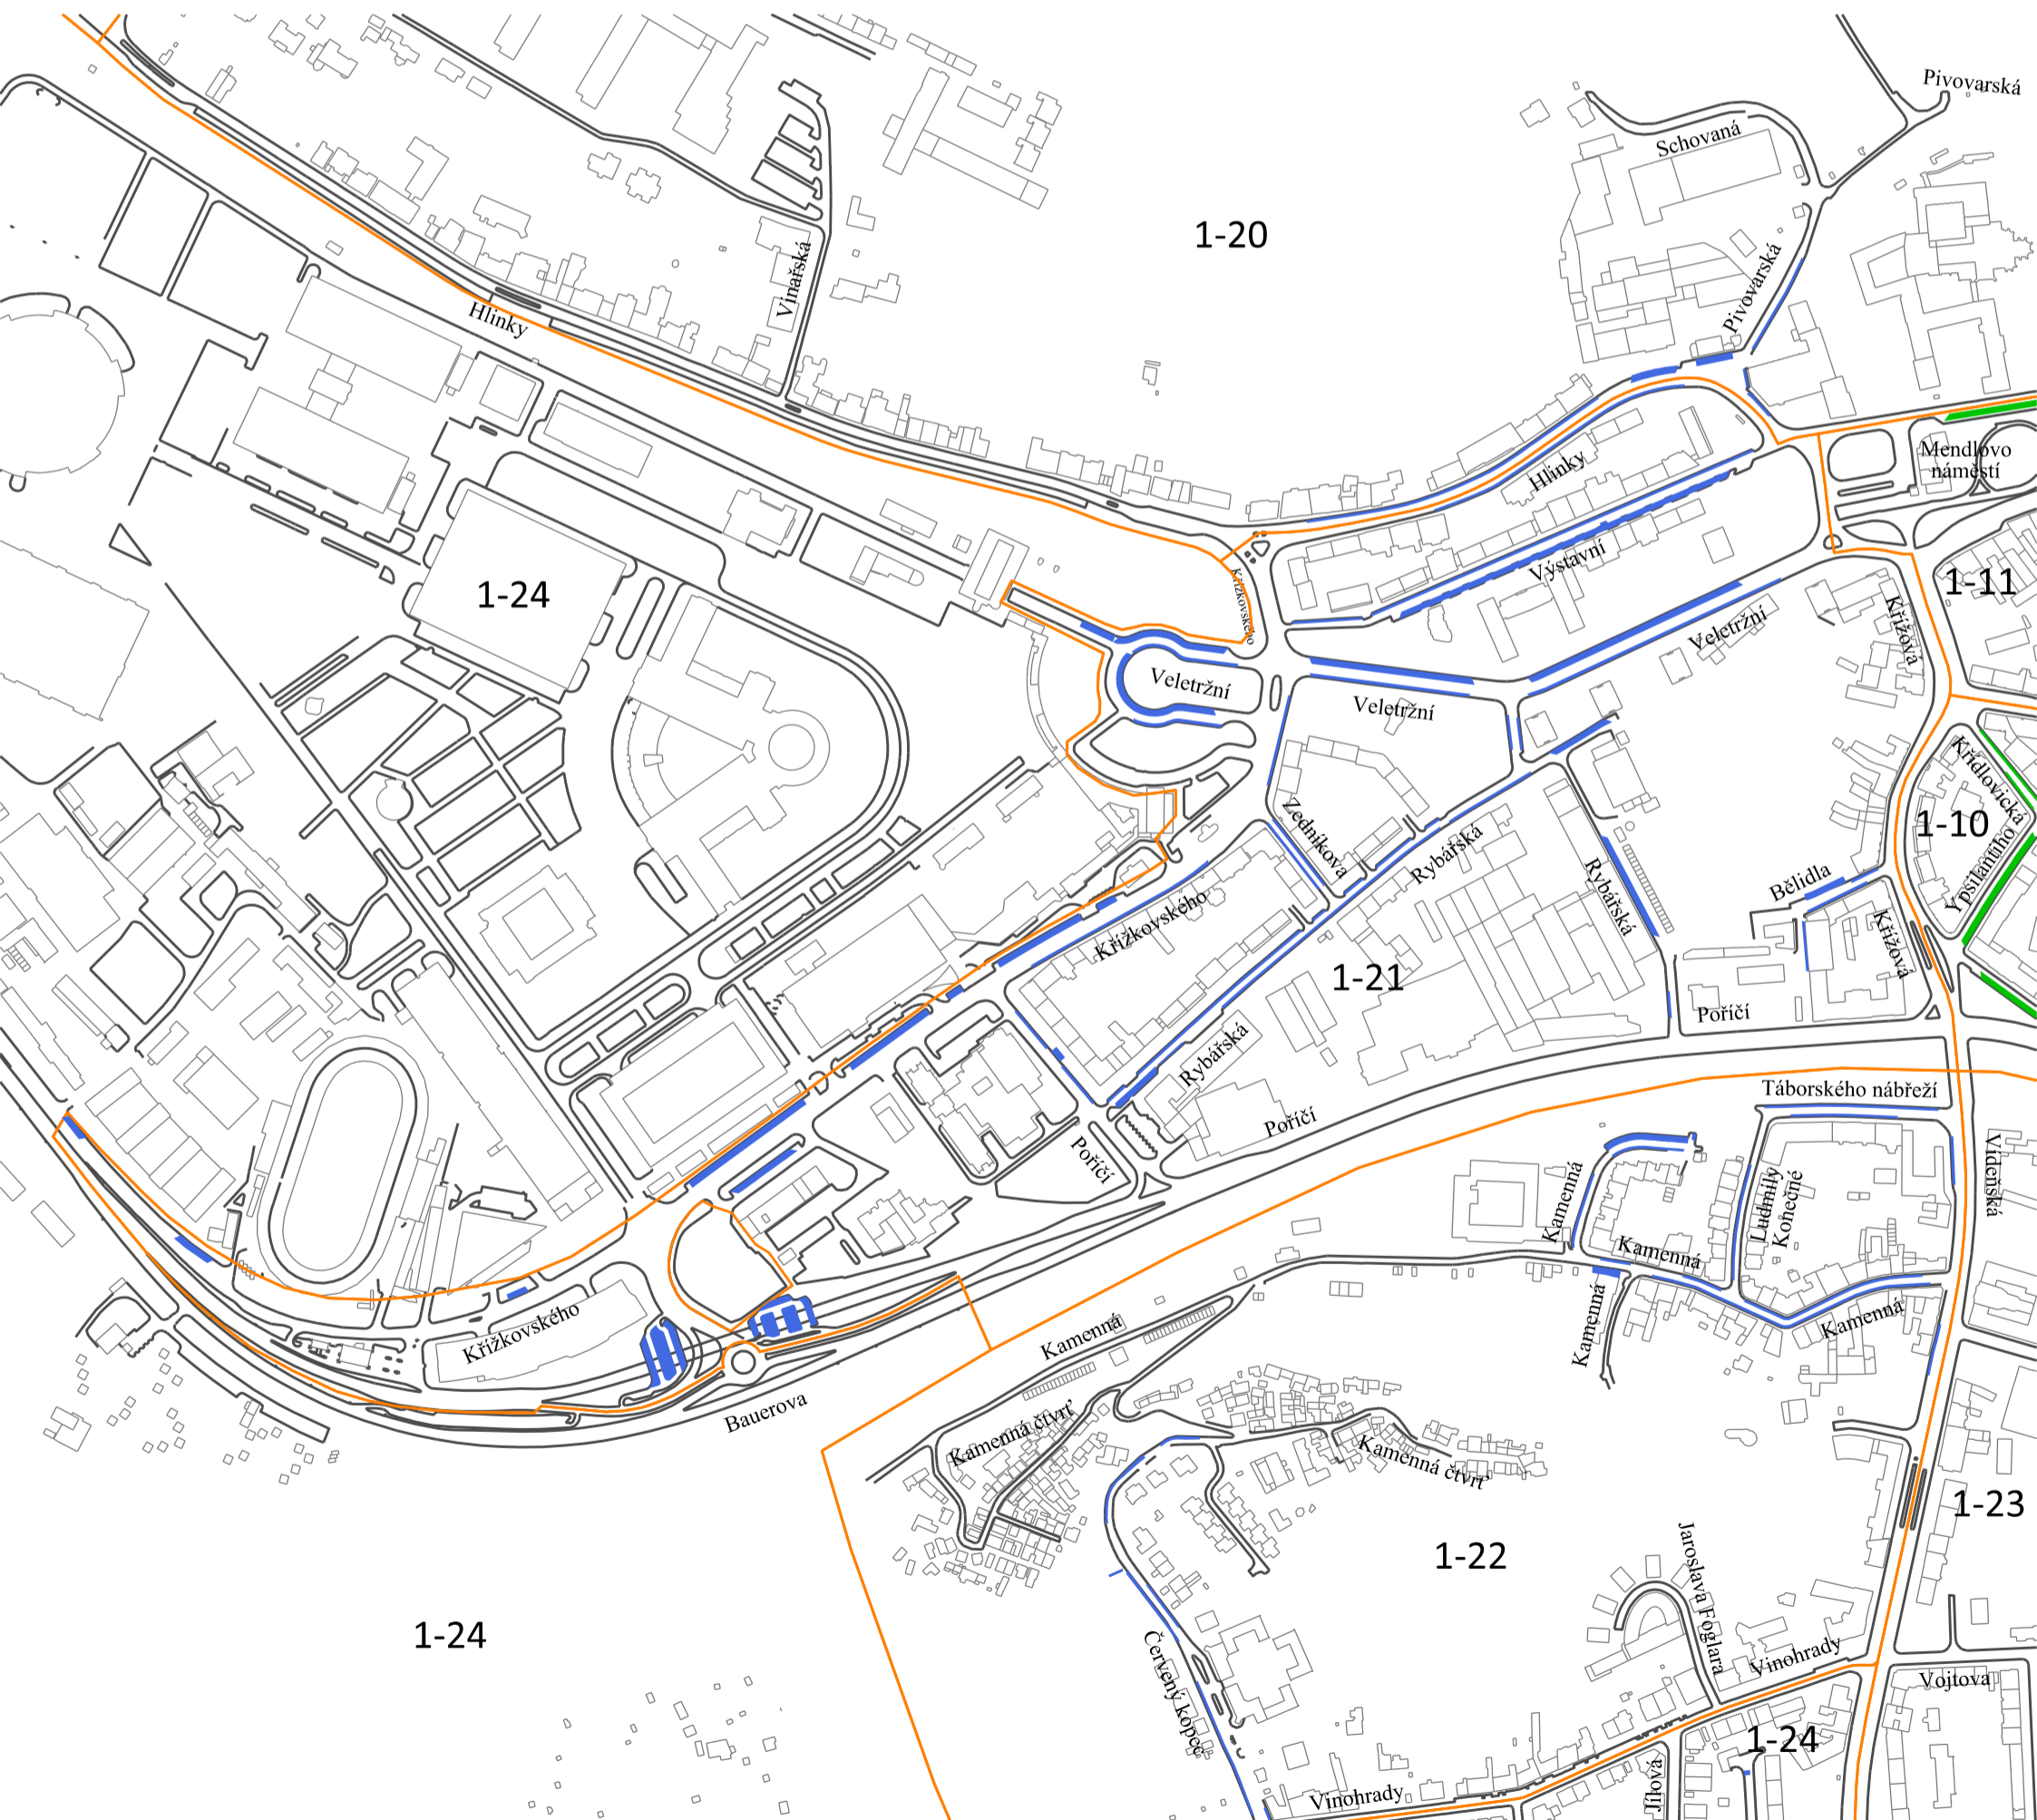 Pivovarská
Schovaná
1-20
Vinařská
Pivovarská
Hlinky
Mendlovo
náměstí
Hlinky
Výstavní
1-24
Křížkovského
1-11
Veletržní
Křížová
Veletržní
Veletržní
Křídlovická
Zedníkova
1-10
Rybářská
Ypsilantiho
Rybářská
Bělidla
Křížkovského
Křížová
1-21
Poříčí
Rybářská
Táborského nábřeží
Poříčí
Poříčí
Vídeňská
Kamenná
Ludmily
Konečné
Kamenná
Křížkovského
Kamenná
Kamenná
Kamenná
Bauerova
Kamenná čtvrť
Kamenná čtvrť
1-23
1-22
Jaroslava Foglara
1-24
Červený kopec
Vinohrady
Vojtova
1-24
Vinohrady
Jílová